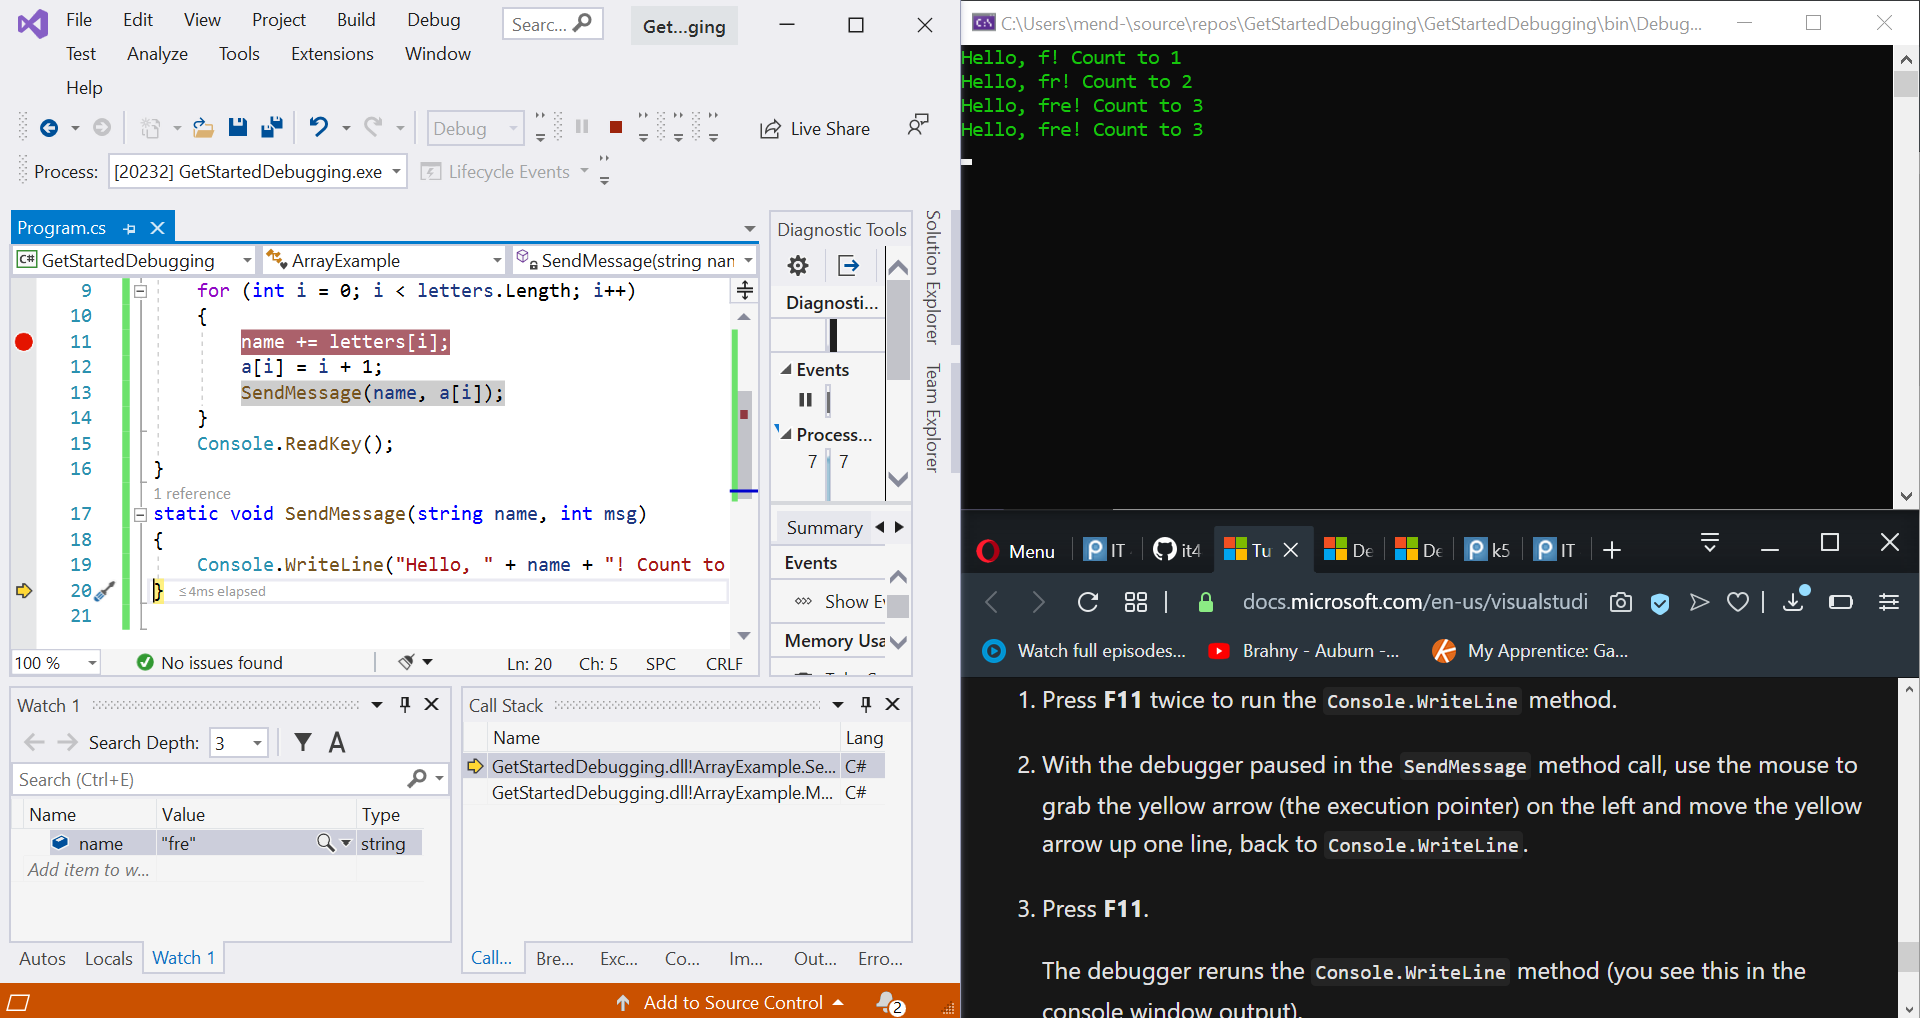 File Edit View Project Build Debug
Searc...
Get...ging
Test Analyze Tools Extensions Window
Help
Debug
Live Share
Process: [20232] GetStartedDebugging.exe
Lifecycle Events
Program.cs
C# GetStartedDebugging
ArrayExample
SendMessage(string nar
9 for (int i = 0; i < letters.Length; i++)
10 {
11 name += letters[i];
12 a[i] = i + 1;
13 SendMessage(name, a[i]);
14 }
15 Console.ReadKey();
16 }
1 reference
17 static void SendMessage(string name, int msg)
18 {
19 Console.WriteLine("Hello, " + name + "! Count to
20 } ≤4ms elapsed
21
100 %
No issues found
Ln: 20 Ch: 5 SPC CRLF
Diagnostic Tools
Diagnosti...
Events
Process...
7 7
Summary
Events
Show Ev
Memory Usa
Solution Explorer
Team Explorer
Watch 1
Search Depth: 3
A
Search (Ctrl+E)
Name Value Type
name "fre" string
Add item to w...
Autos Locals Watch 1
Call Stack
Name Lang
GetStartedDebugging.dll!ArrayExample.Se... C#
GetStartedDebugging.dll!ArrayExample.M... C#
Call... Bre... Exc... Co... Im... Out... Erro...
Add to Source Control
2
C:\Users\mend-\source\repos\GetStartedDebugging\GetStartedDebugging\bin\Debug...
Hello, f! Count to 1
Hello, fr! Count to 2
Hello, fre! Count to 3
Hello, fre! Count to 3
Menu
IT
it4
Tu
De
De
k5
IT
docs.microsoft.com/en-us/visualstudi
Watch full episodes...
Brahny - Auburn -...
My Apprentice: Ga...
1. Press F11 twice to run the Console.WriteLine method.
2. With the debugger paused in the SendMessage method call, use the mouse to
grab the yellow arrow (the execution pointer) on the left and move the yellow
arrow up one line, back to Console.WriteLine.
3. Press F11.
The debugger reruns the Console.WriteLine method (you see this in the
console window output).